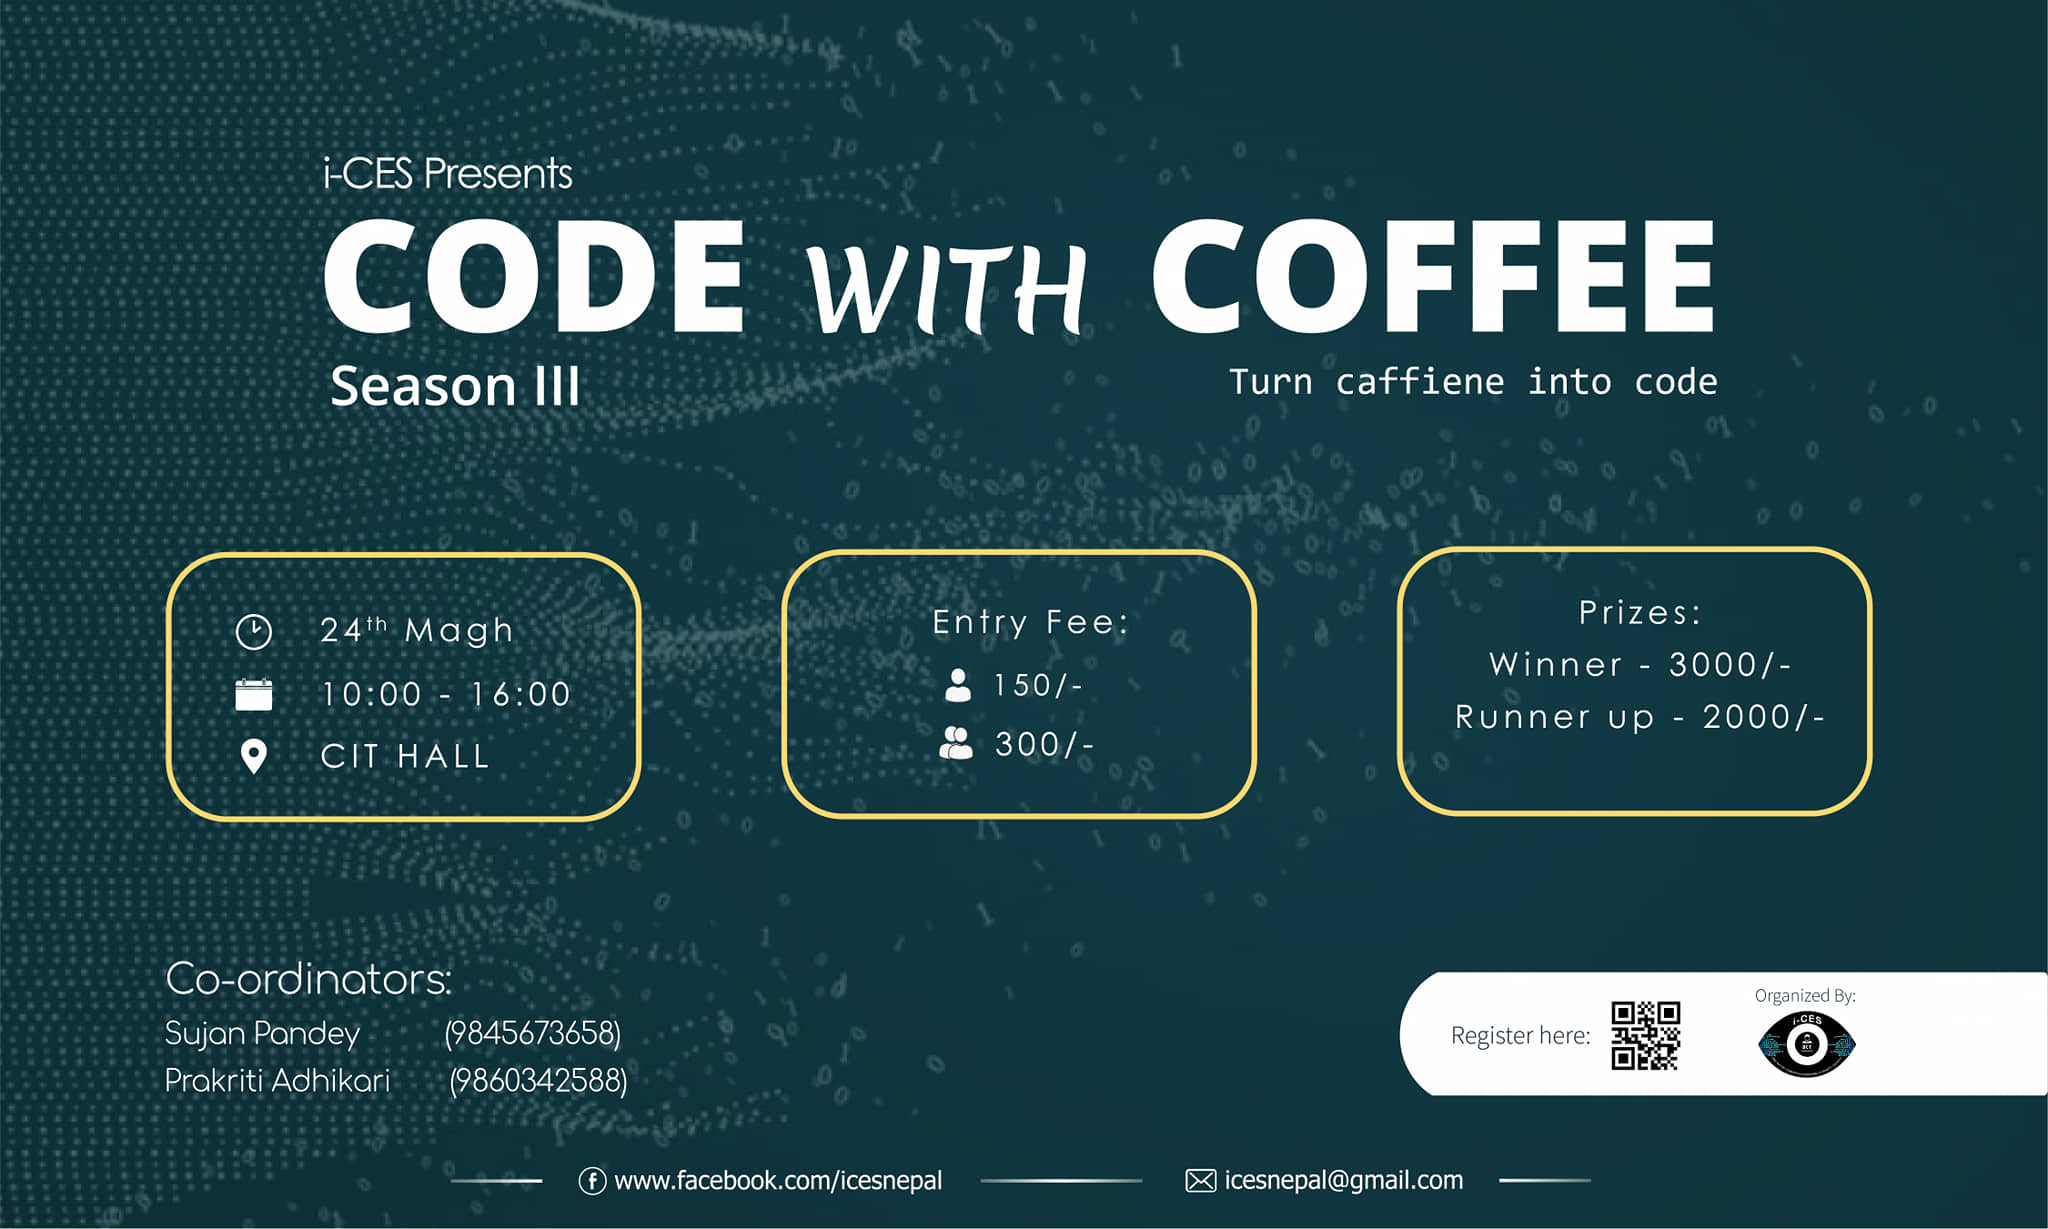 i-CES Presents
CODE WITH COFFEE
Season III
Turn caffiene into code
24th Magh
10:00 - 16:00
CIT HALL
Entry Fee:
150/-
300/-
Prizes:
Winner - 3000/-
Runner up - 2000/-
Co-ordinators:
Sujan Pandey (9845673658)
Prakriti Adhikari (9860342588)
Register here:
Organized By:
i-CES
www.facebook.com/icesnepal
icesnepal@gmail.com